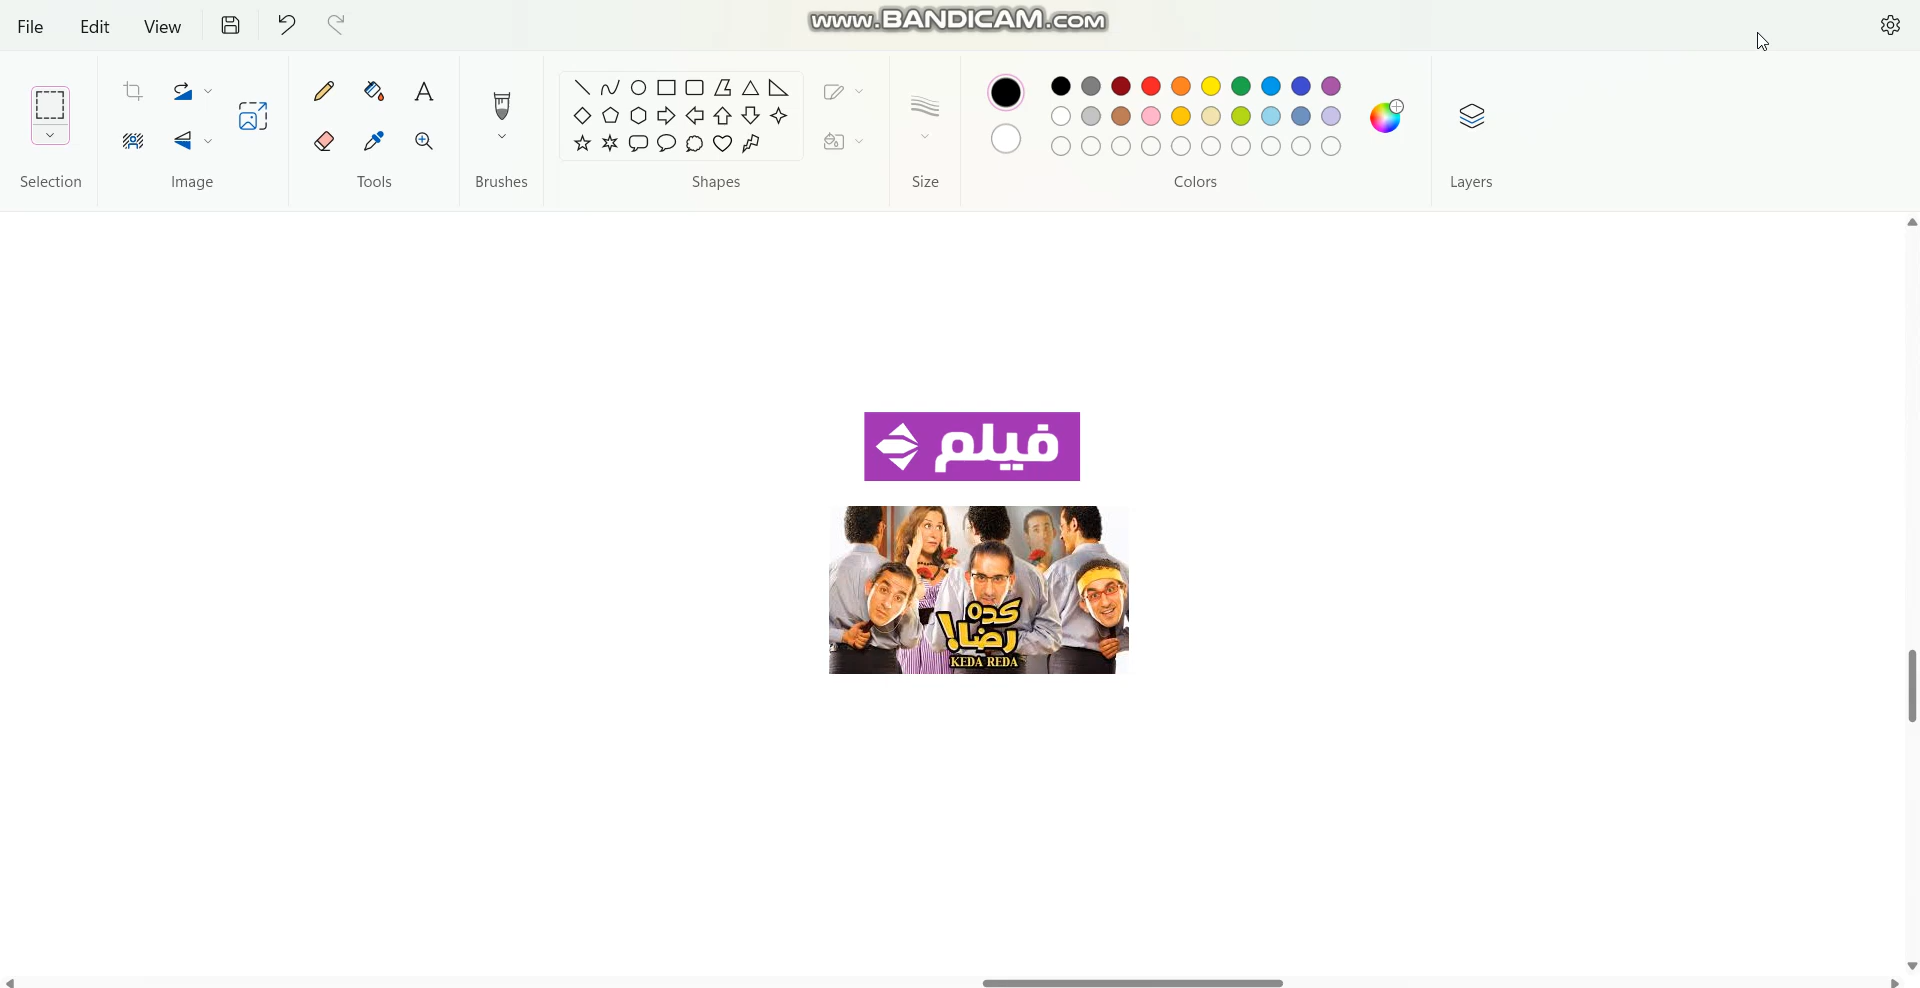 File Edit View
WWW.BANDICAM.COM
Selection Image Tools Brushes Shapes Size Colors Layers
فيلم
كده
رضا!
KEDA REDA